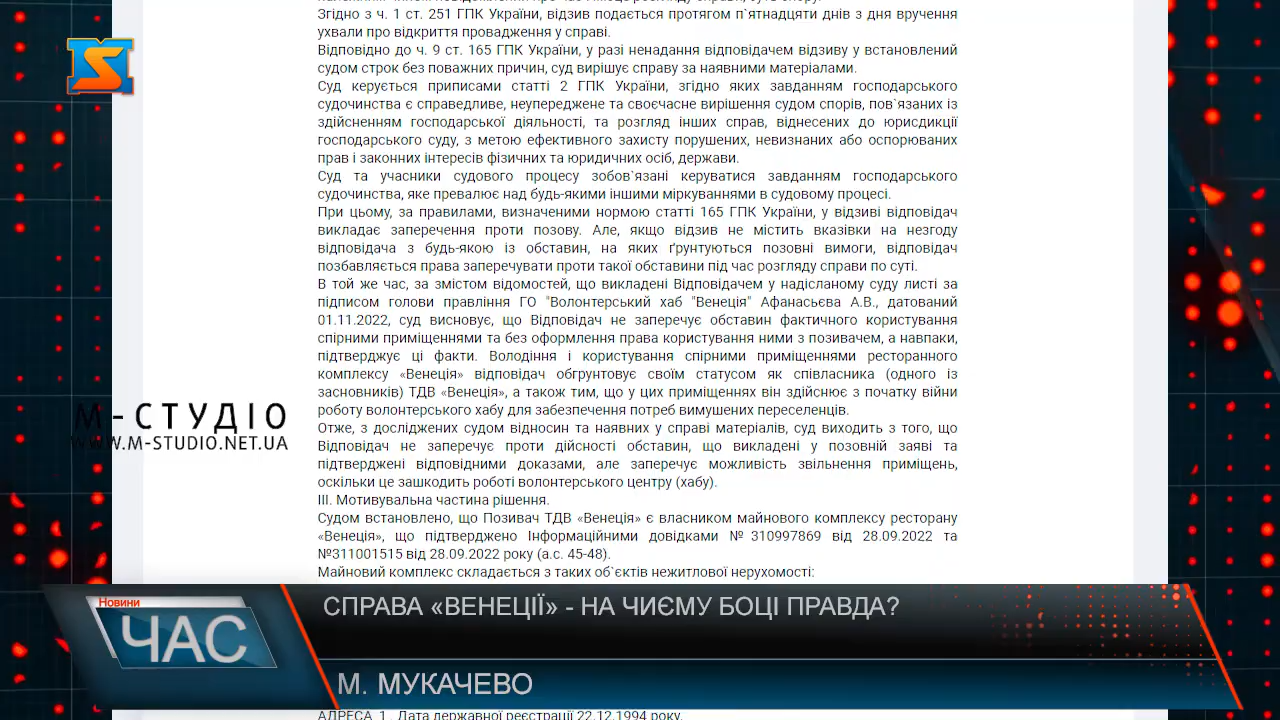 Згідно з ч. 1 ст. 251 ГПК України, відзив подається протягом п`ятнадцяти днів з дня вручення
ухвали про відкриття провадження у справі.
Відповідно до ч. 9 ст. 165 ГПК України, у разі ненадання відповідачем відзиву у встановлений
судом строк без поважних причин, суд вирішує справу за наявними матеріалами.
Суд керується приписами статті 2 ГПК України, згідно яких завданням господарського
судочинства є справедливе, неупереджене та своєчасне вирішення судом спорів, пов`язаних із
здійсненням господарської діяльності, та розгляд інших справ, віднесених до юрисдикції
господарського суду, з метою ефективного захисту порушених, невизнаних або оспорюваних
прав і законних інтересів фізичних та юридичних осіб, держави.
Суд та учасники судового процесу зобов`язані керуватися завданням господарського
судочинства, яке превалює над будь-якими іншими міркуваннями в судовому процесі.
При цьому, за правилами, визначеними нормою статті 165 ГПК України, у відзиві відповідач
викладає заперечення проти позову. Але, якщо відзив не містить вказівки на незгоду
відповідача з будь-якою із обставин, на яких ґрунтуються позовні вимоги, відповідач
позбавляється права заперечувати проти такої обставини під час розгляду справи по суті.
В той же час, за змістом відомостей, що викладені Відповідачем у надісланому суду листі за
підписом голови правління ГО "Волонтерський хаб "Венеція" Афанасьєва А.В., датований
01.11.2022, суд висновує, що Відповідач не заперечує обставин фактичного користування
спірними приміщеннями та без оформлення права користування ними з позивачем, а навпаки,
підтверджує ці факти. Володіння і користування спірними приміщеннями ресторанного
комплексу «Венеція» відповідач обґрунтовує своїм статусом як співласника (одного із
засновників) ТДВ «Венеція», а також тим, що у цих приміщеннях він здійснює з початку війни
роботу волонтерського хабу для забезпечення потреб вимушених переселенців.
Отже, з досліджених судом відносин та наявних у справі матеріалів, суд виходить з того, що
Відповідач не заперечує проти дійсності обставин, що викладені у позовній заяві та
підтверджені відповідними доказами, але заперечує можливість звільнення приміщень,
оскільки це зашкодить роботі волонтерського центру (хабу).
ІІІ. Мотивувальна частина рішення.
Судом встановлено, що Позивач ТДВ «Венеція» є власником майнового комплексу ресторану
«Венеція», що підтверджено Інформаційними довідками № 310997869 від 28.09.2022 та
№311001515 від 28.09.2022 року (а.с. 45-48).
Майновий комплекс складається з таких об`єктів нежитлової нерухомості:
М-СТУДІО
WWW.M-STUDIO.NET.UA
Новини
ЧАС
СПРАВА «ВЕНЕЦІЇ» - НА ЧИЄМУ БОЦІ ПРАВДА?
М. МУКАЧЕВО
АДРЕСА_1. Дата державної реєстрації 22.12.1994 року.